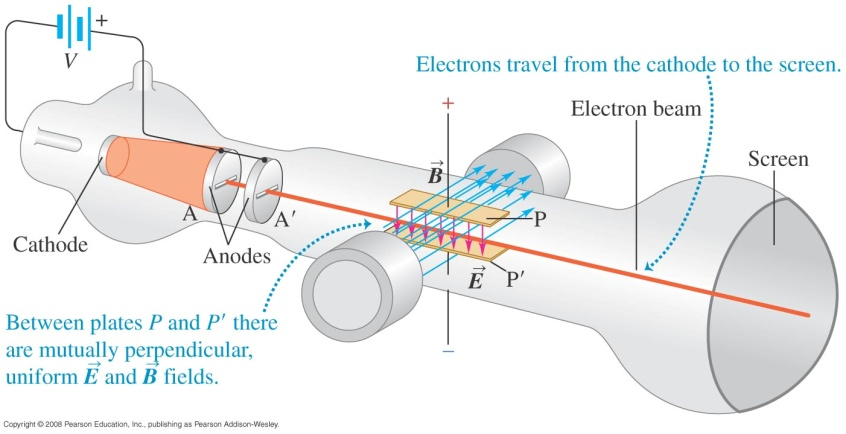 +
V
Electrons travel from the cathode to the screen.
+
Electron beam
Screen
B
P
A
A′
Cathode
Anodes
E
P′
Between plates P and P′ there
are mutually perpendicular,
uniform E and B fields.
−
Copyright © 2008 Pearson Education, Inc., publishing as Pearson Addison-Wesley.